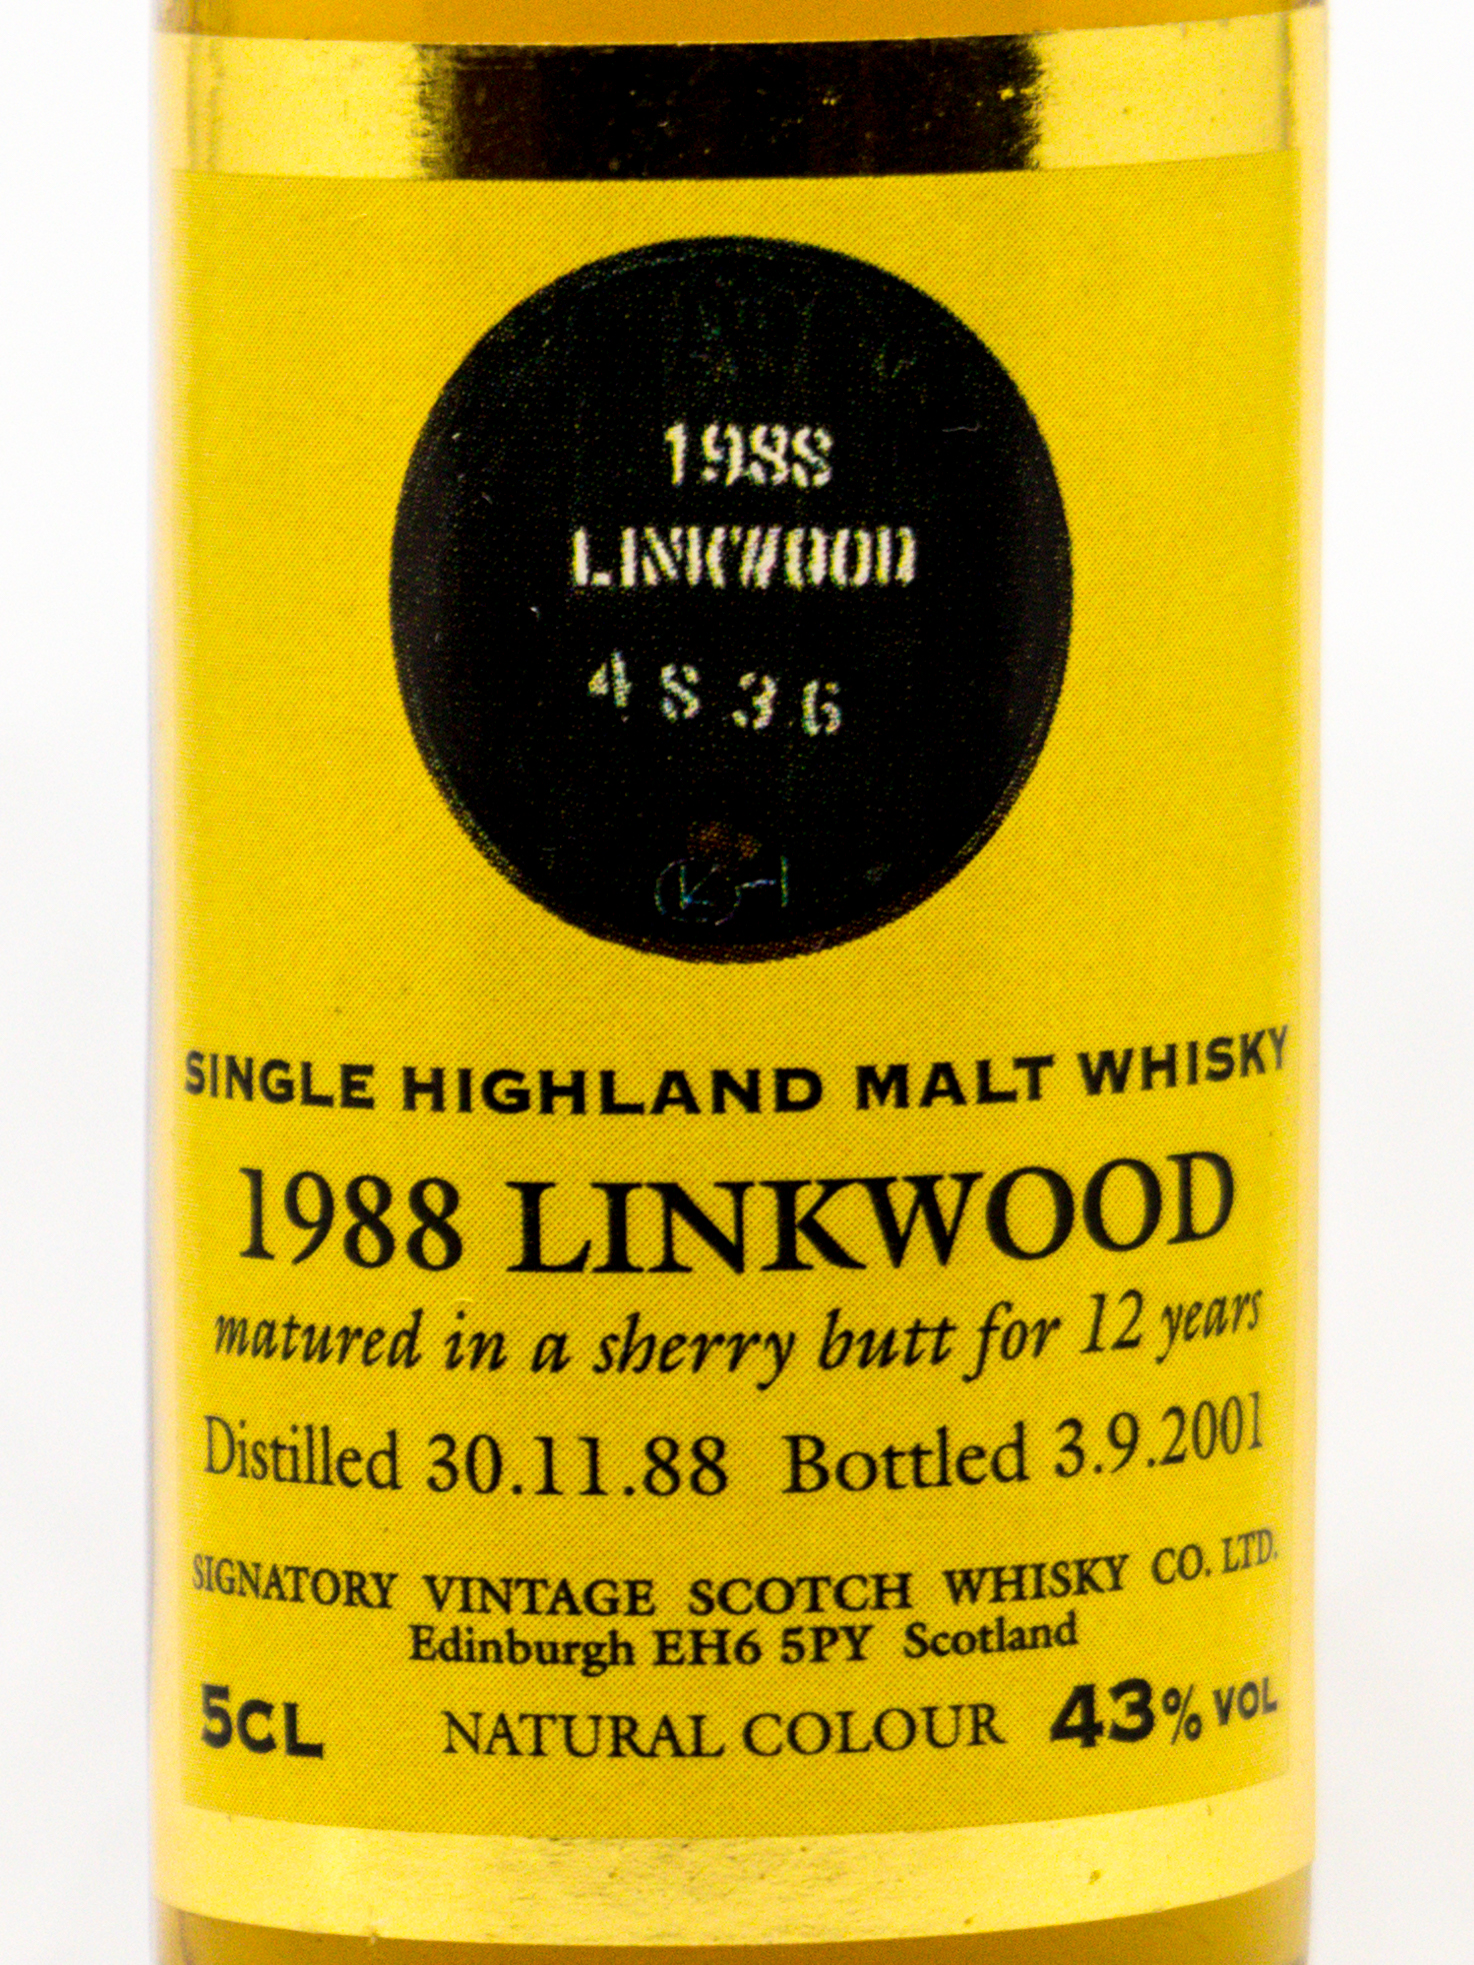 1988
LINKWOOD
4836
SINGLE HIGHLAND MALT WHISKY
1988 LINKWOOD
matured in a sherry butt for 12 years
Distilled 30.11.88 Bottled 3.9.2001
SIGNATORY VINTAGE SCOTCH WHISKY CO. LTD.
Edinburgh EH6 5PY Scotland
5CL NATURAL COLOUR 43% VOL